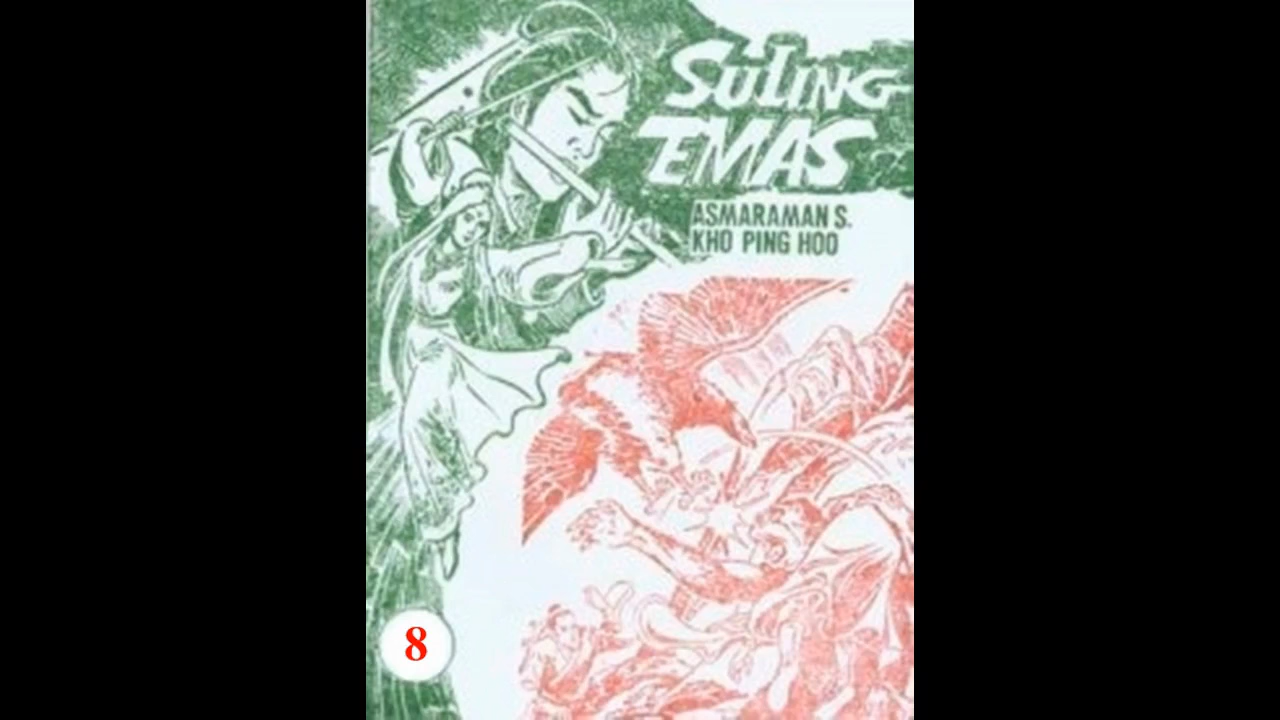 SULING
EMAS
ASMARAMAN S.
KHO PING HOO
8